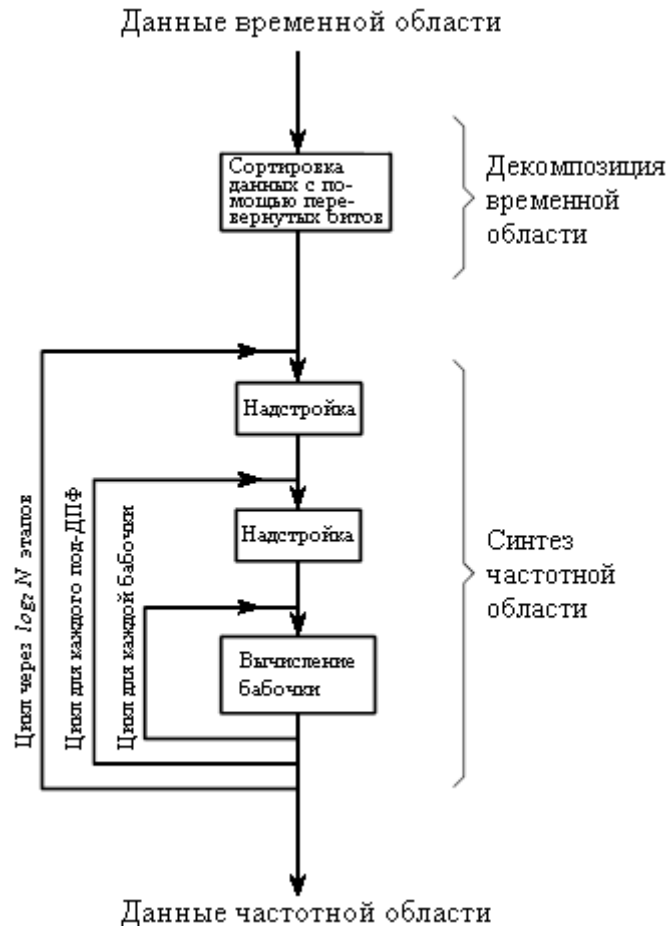 Данные временной области
Сортировка
данных с по-
мощью пере-
вернутых битов
Декомпозиция
временной
области
Надстройка
Надстройка
Вычисление
бабочки
Цикл через log₂ N этапов
Цикл для каждого под-ДПФ
Цикл для каждой бабочки
Синтез
частотной
области
Данные частотной области